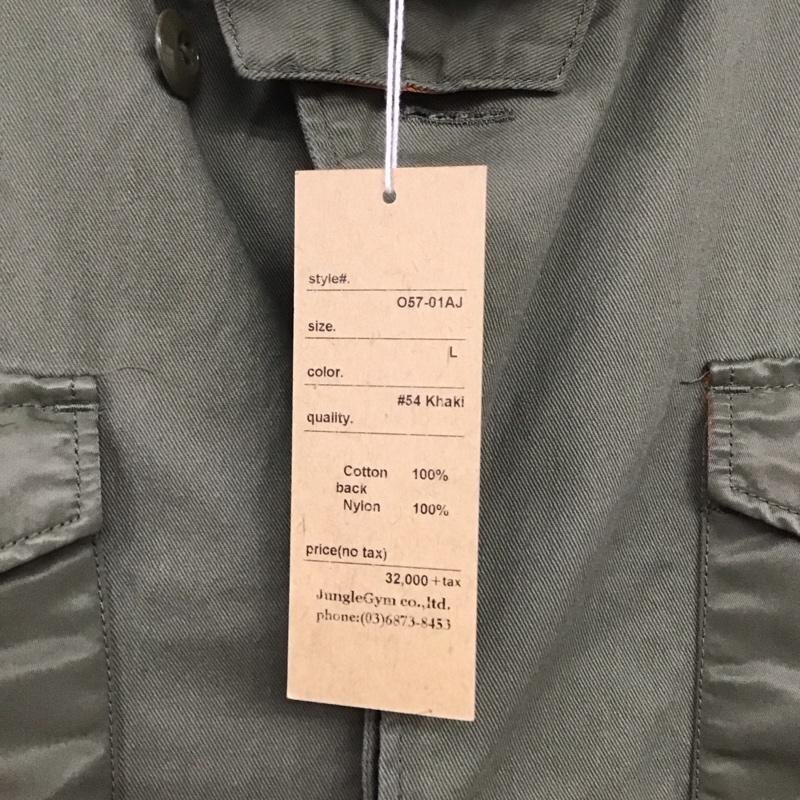 style#.
O57-01AJ
size.
L
color.
#54 Khaki
quality.
Cotton 100%
back
Nylon 100%
price(no tax)
32,000+tax
JungleGym co.,ltd.
phone:(03)6873-8453